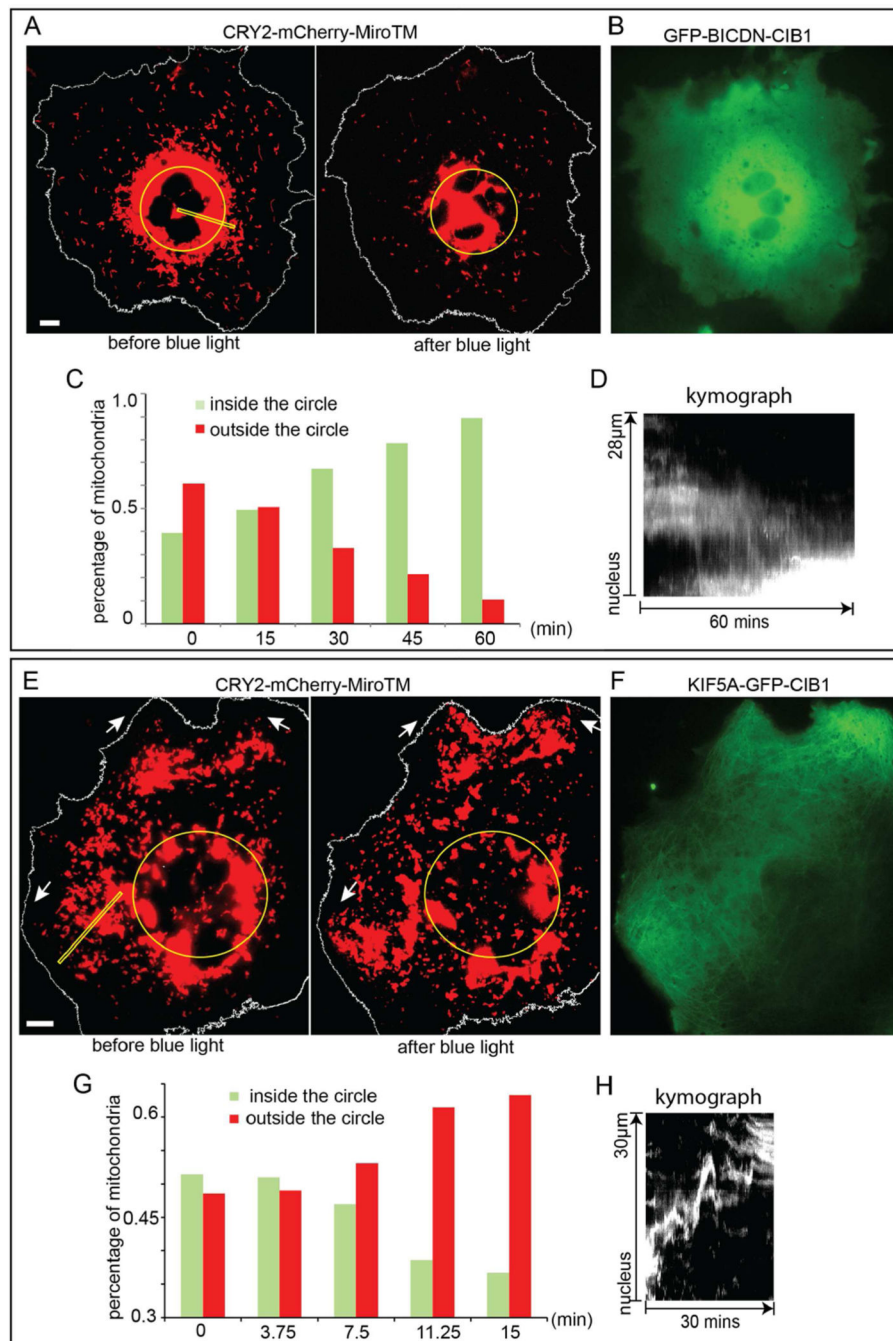 A
CRY2-mCherry-MiroTM
B
GFP-BICDN-CIB1
before blue light
after blue light
C
percentage of mitochondria
1.0
0.5
0
inside the circle
outside the circle
0 15 30 45 60 (min)
D
kymograph
28μm
nucleus
60 mins
E
CRY2-mCherry-MiroTM
F
KIF5A-GFP-CIB1
before blue light
after blue light
G
percentage of mitochondria
0.6
0.45
0.3
inside the circle
outside the circle
0 3.75 7.5 11.25 15 (min)
H
kymograph
30μm
nucleus
30 mins